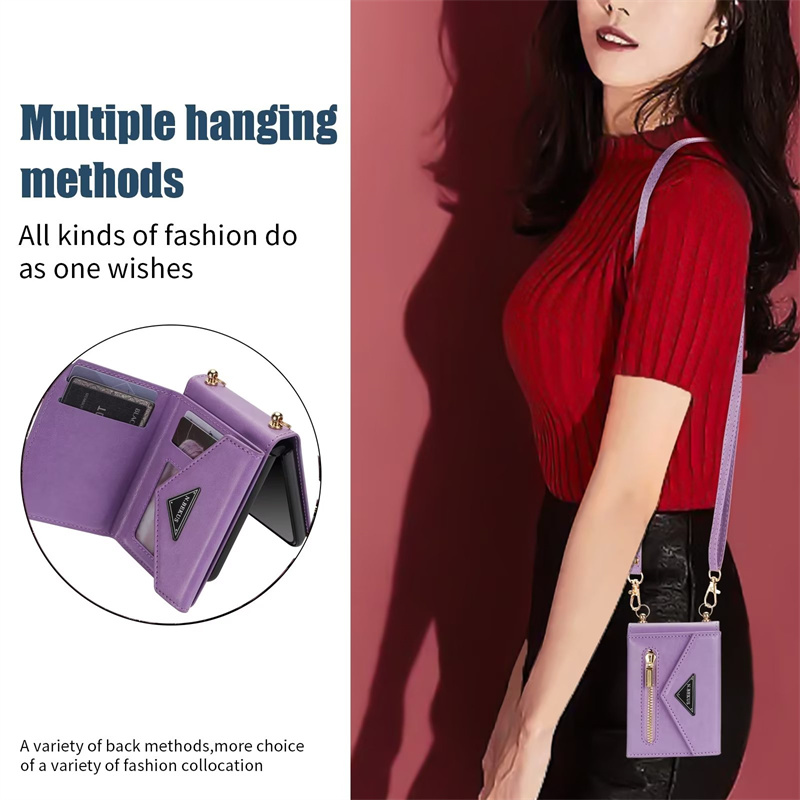 Multiple hanging
methods
All kinds of fashion do
as one wishes
A variety of back methods,more choice
of a variety of fashion collocation